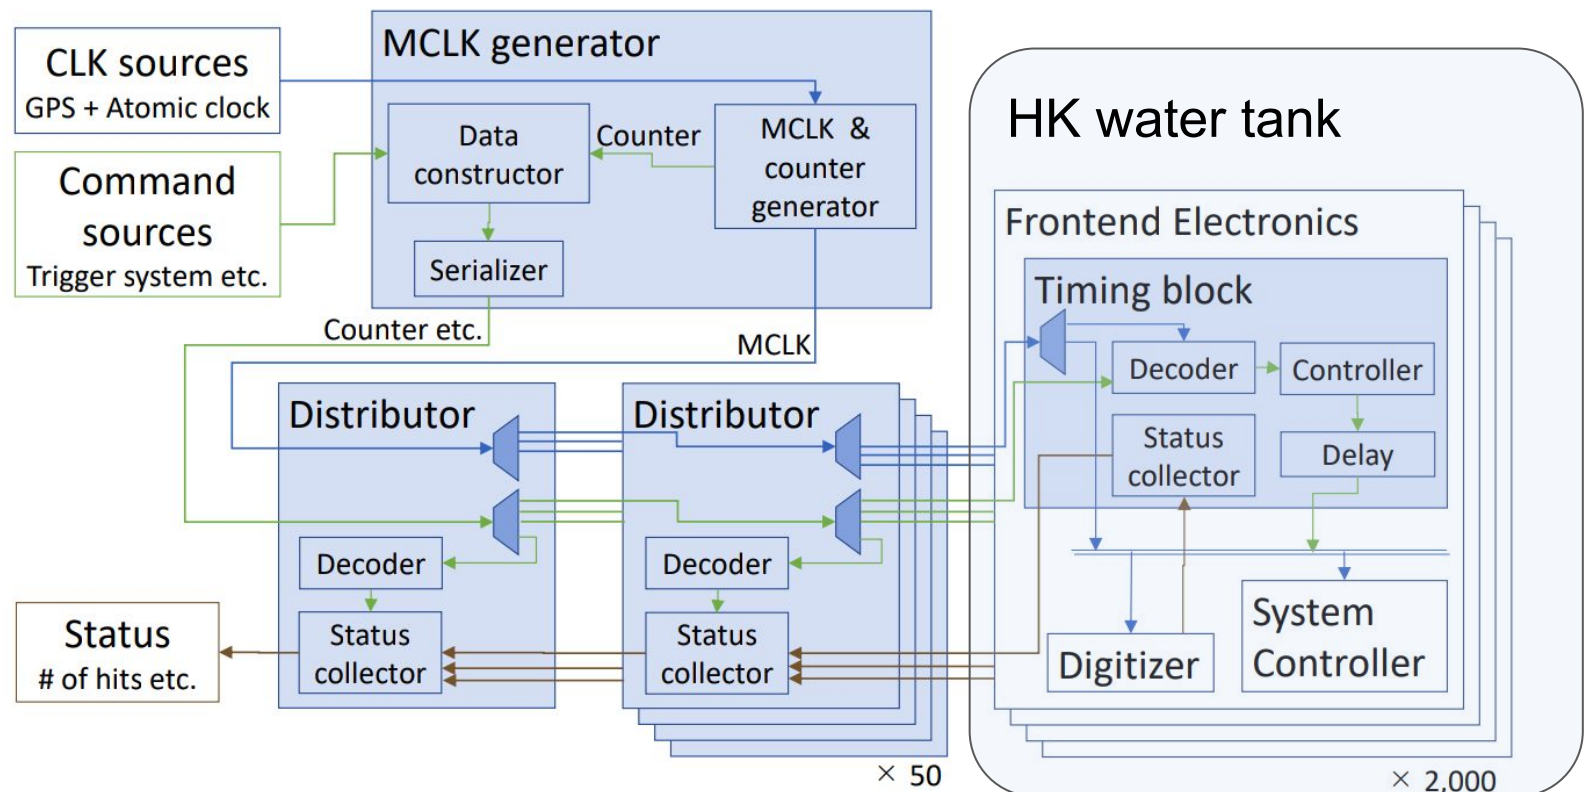 CLK sources
GPS + Atomic clock
Command
sources
Trigger system etc.
MCLK generator
Data
constructor
Counter
MCLK &
counter
generator
Serializer
Counter etc.
MCLK
Distributor
Decoder
Status
collector
Distributor
Decoder
Status
collector
× 50
Status
# of hits etc.
HK water tank
Frontend Electronics
Timing block
Decoder
Controller
Status
collector
Delay
Digitizer
System
Controller
× 2,000